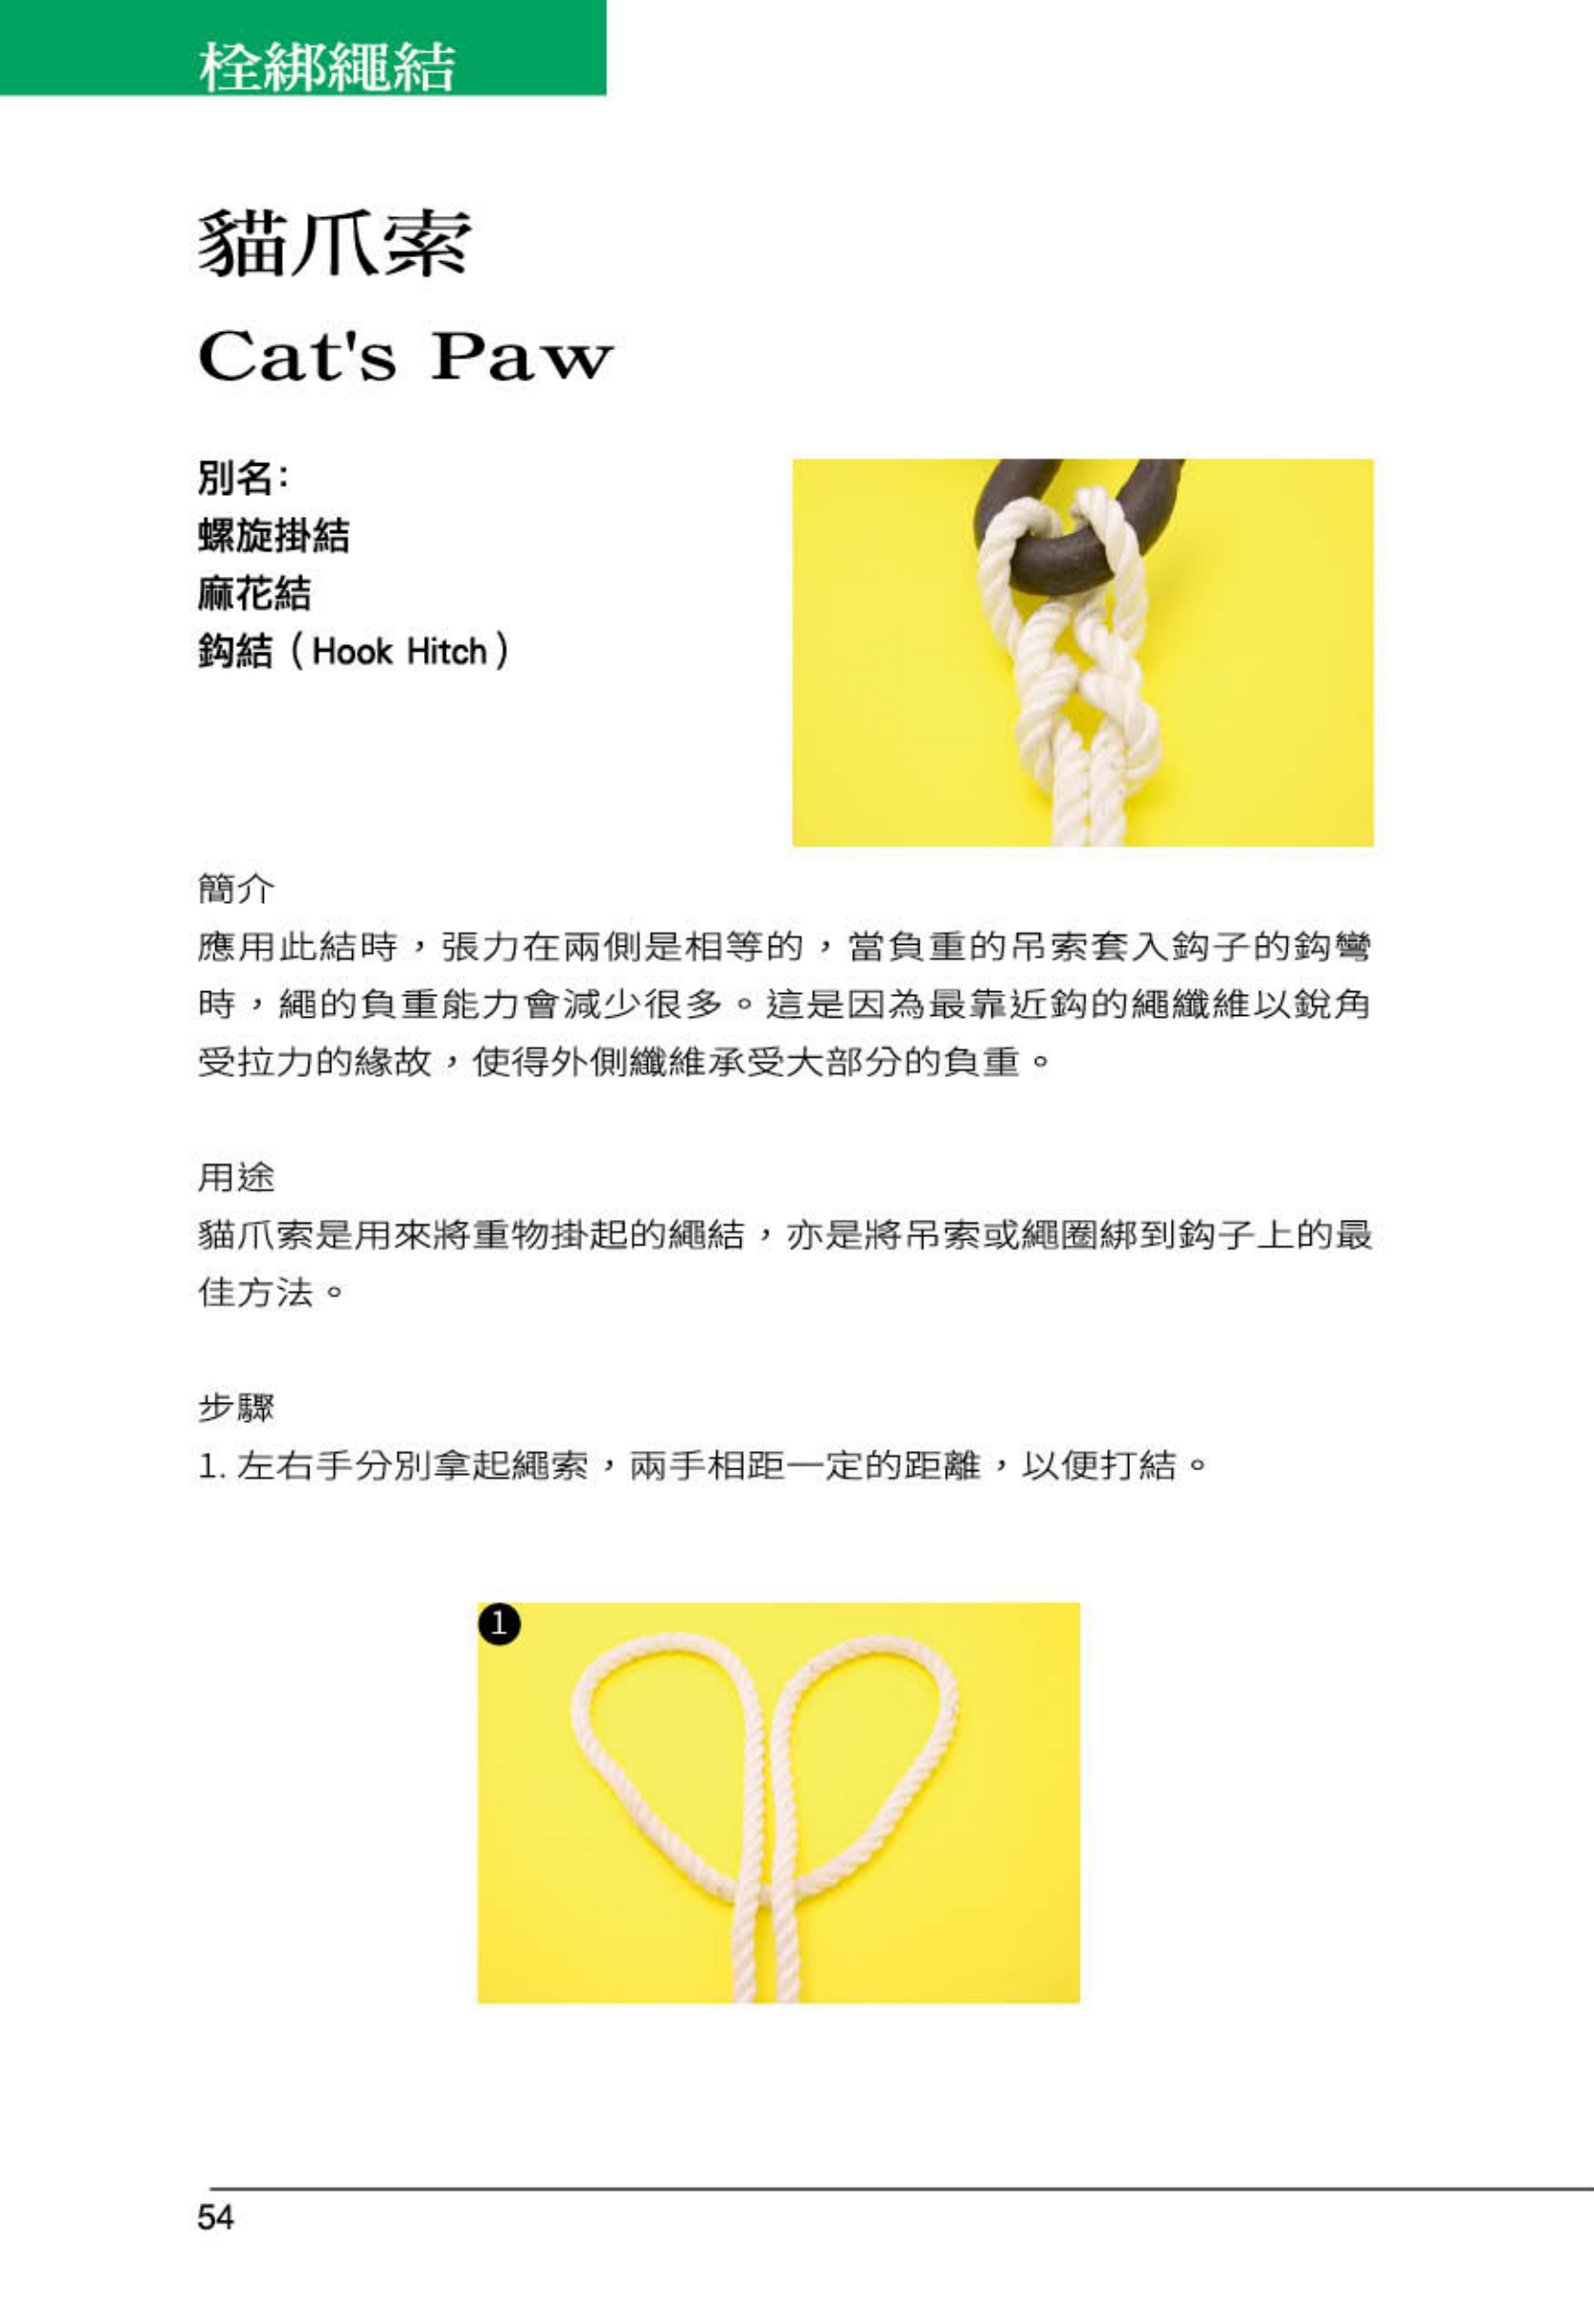 栓綁繩結
貓爪索
Cat's Paw
別名：
螺旋掛結
麻花結
鈎結（Hook Hitch）
簡介
應用此結時，張力在兩側是相等的，當負重的吊索套入鈎子的鈎彎
時，繩的負重能力會減少很多。這是因為最靠近鈎的繩纖維以銳角
受拉力的緣故，使得外側纖維承受大部分的負重。
用途
貓爪索是用來將重物掛起的繩結，亦是將吊索或繩圈綁到鈎子上的最
佳方法。
步驟
1. 左右手分別拿起繩索，兩手相距一定的距離，以便打結。
1
54